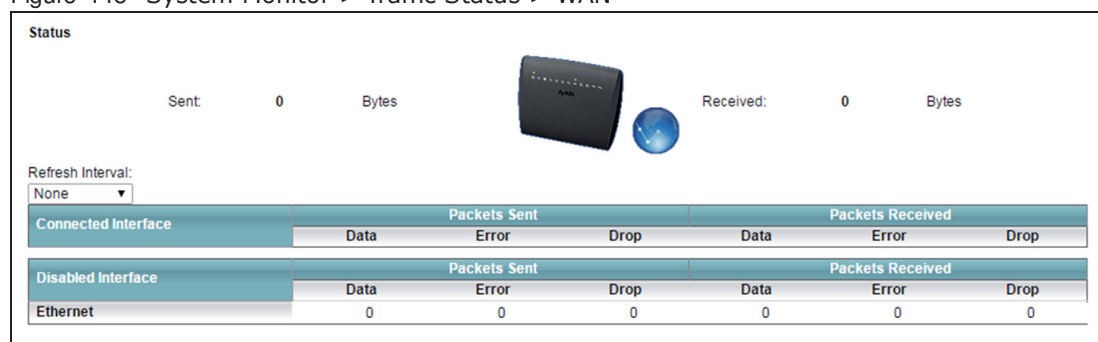 Status
Sent: 0 Bytes Received: 0 Bytes
Refresh Interval:
None
Connected Interface Packets Sent Packets Received
Data Error Drop Data Error Drop
Disabled Interface Packets Sent Packets Received
Data Error Drop Data Error Drop
Ethernet 0 0 0 0 0 0